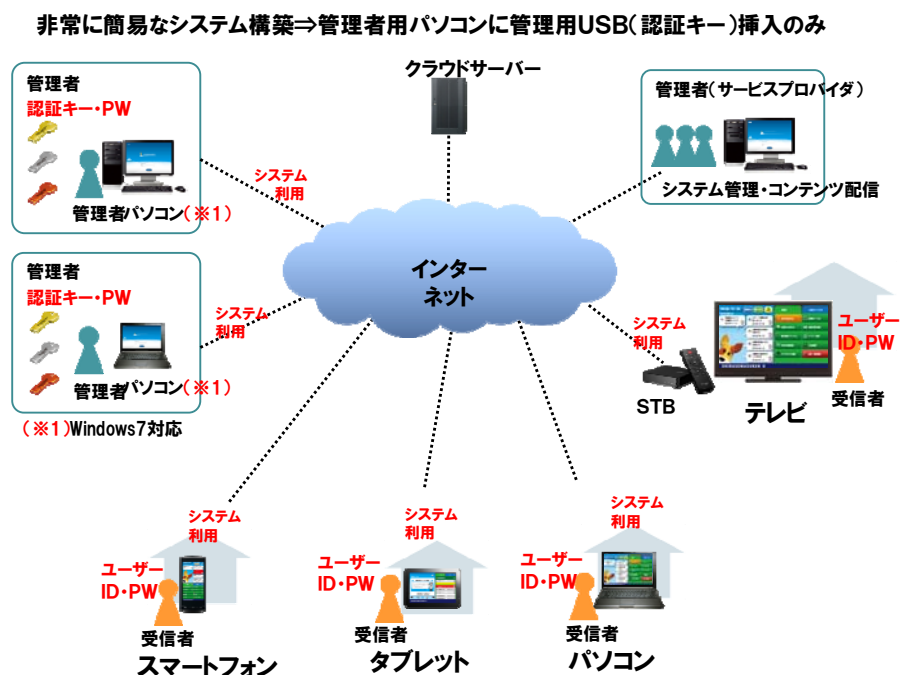 非常に簡易なシステム構築⇒管理者用パソコンに管理用USB(認証キー)挿入のみ
管理者
認証キー・PW
管理者パソコン(※1)
システム
利用
クラウドサーバー
管理者(サービスプロバイダ)
システム管理・コンテンツ配信
管理者
認証キー・PW
管理者パソコン(※1)
システム
利用
(※1)Windows7対応
インター
ネット
システム
利用
STB
テレビ
ユーザー
ID・PW
受信者
システム
利用
ユーザー
ID・PW
受信者
スマートフォン
システム
利用
ユーザー
ID・PW
受信者
タブレット
システム
利用
ユーザー
ID・PW
受信者
パソコン